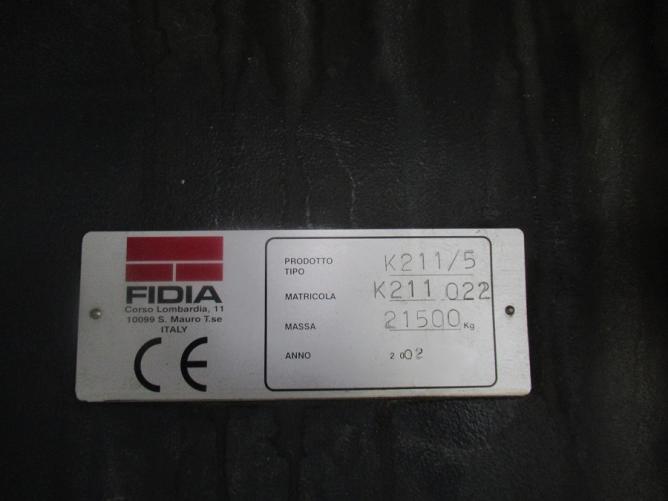 FIDIA
Corso Lombardia, 11
10099 S. Mauro T.se
ITALY
CE
PRODOTTO TIPO K211/5
MATRICOLA K211 022
MASSA 21500 Kg
ANNO 2002